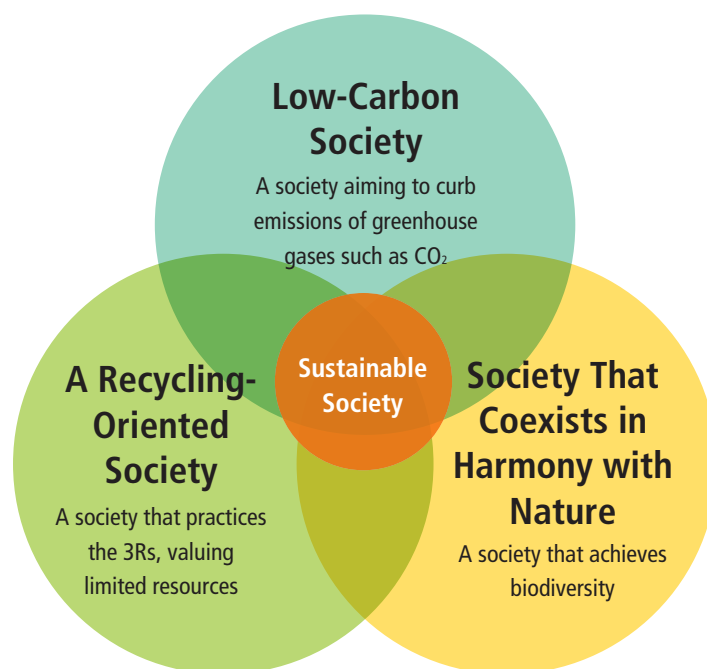 Low-Carbon
Society
A society aiming to curb
emissions of greenhouse
gases such as CO₂
Sustainable
Society
A Recycling-
Oriented
Society
A society that practices
the 3Rs, valuing
limited resources
Society That
Coexists in
Harmony with
Nature
A society that achieves
biodiversity